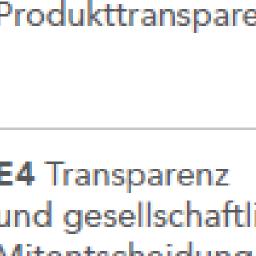 Produkttranspare
E4 Transparenz
und gesellschaftli
Mitentscheidung